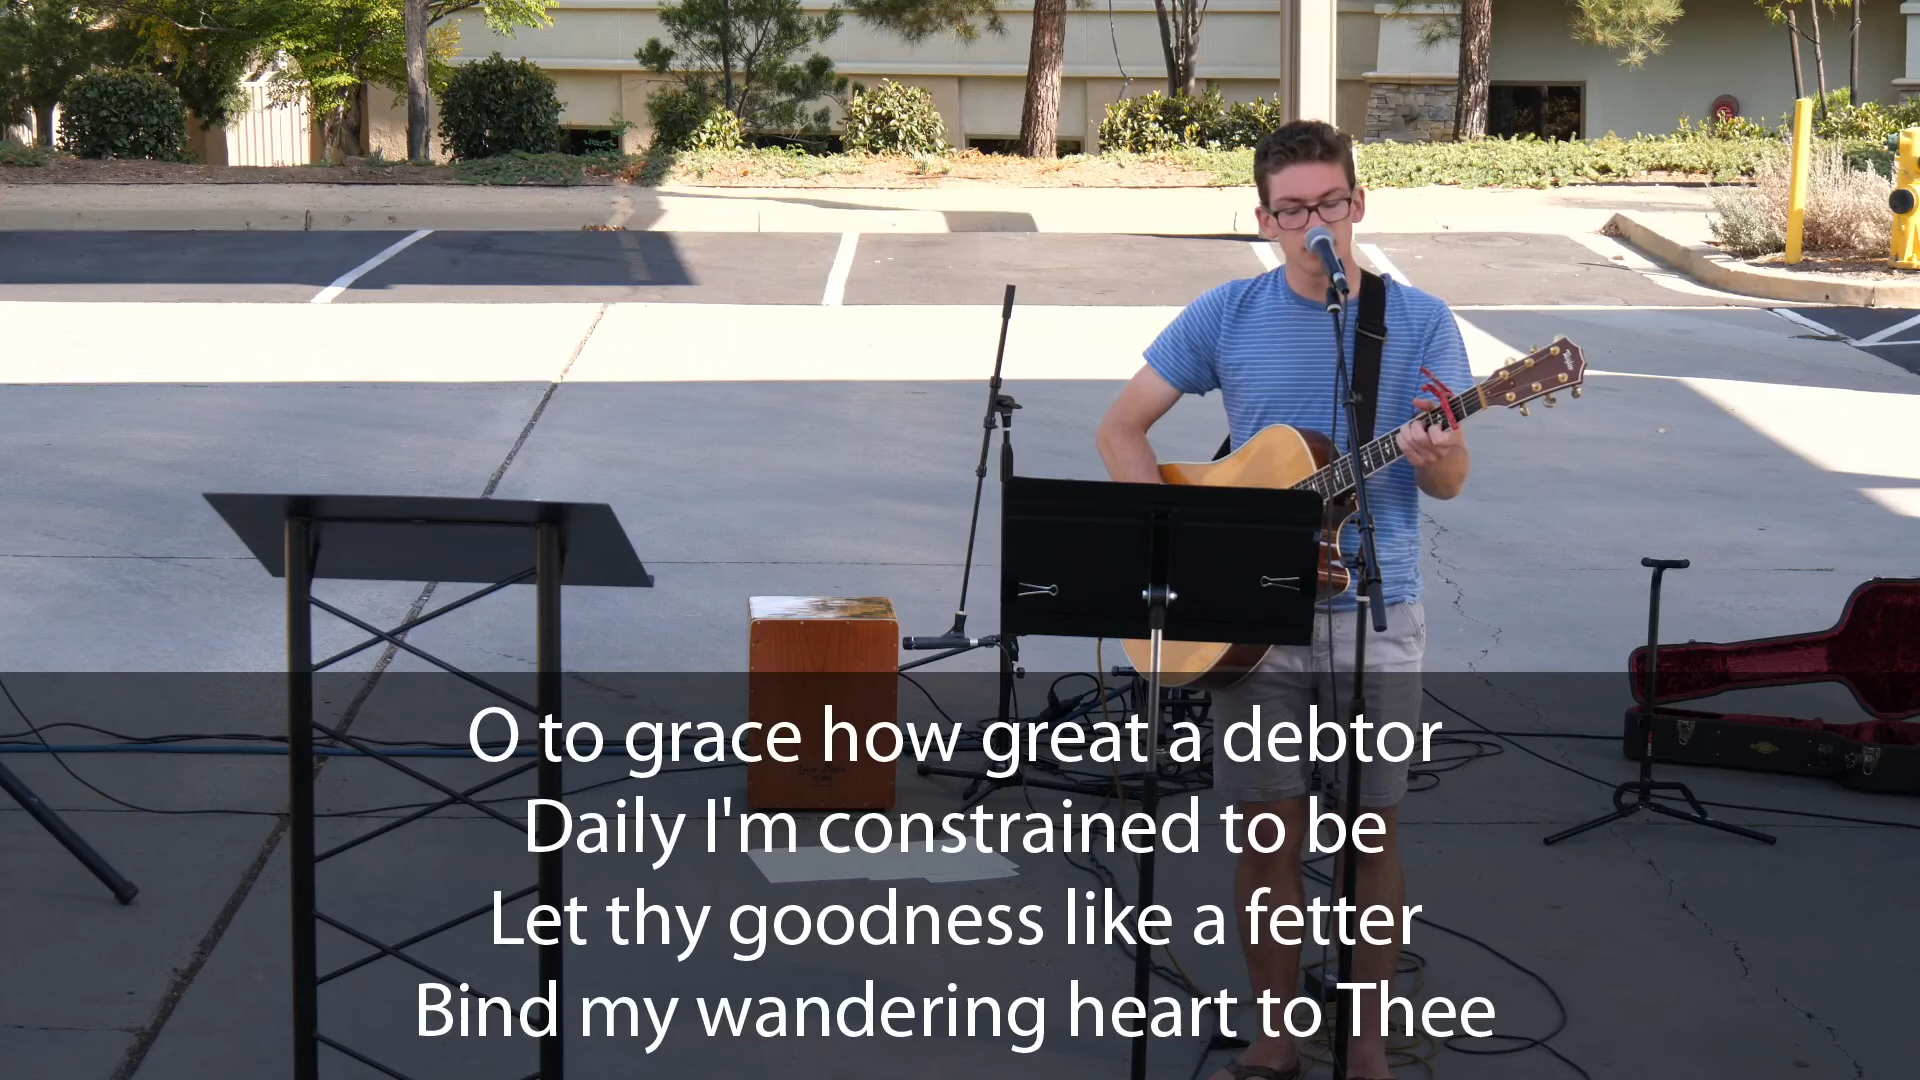 O to grace how great a debtor
Daily I'm constrained to be
Let thy goodness like a fetter
Bind my wandering heart to Thee